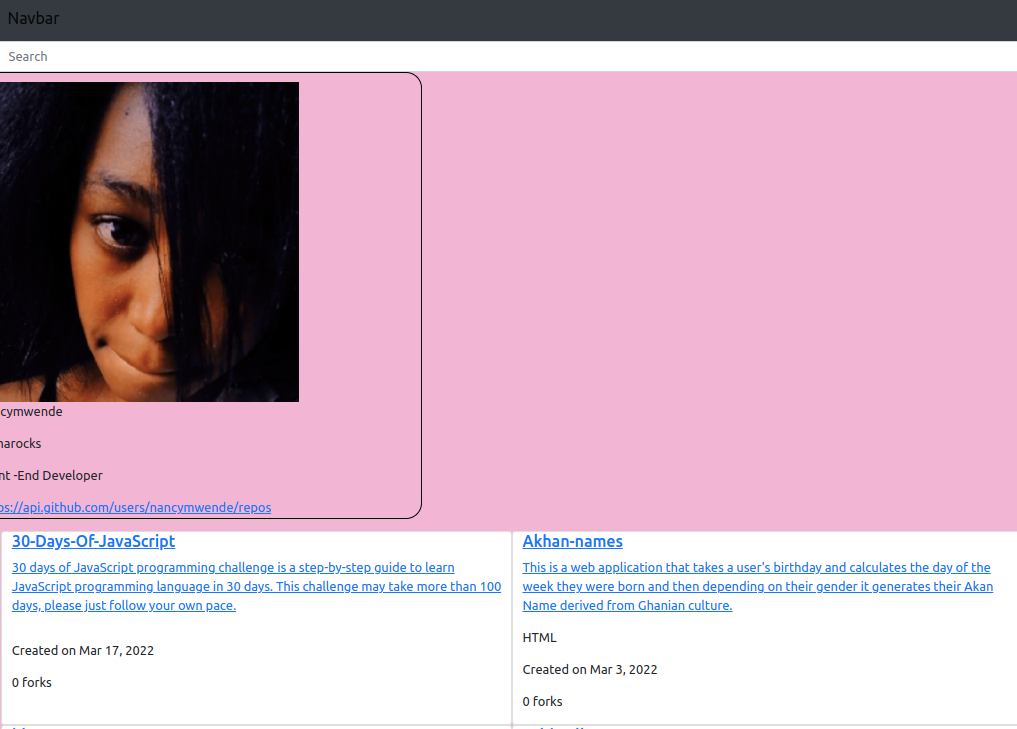 Navbar
Search
cymwende
narocks
nt -End Developer
os://api.github.com/users/nancymwende/repos
30-Days-Of-JavaScript
30 days of JavaScript programming challenge is a step-by-step guide to learn
JavaScript programming language in 30 days. This challenge may take more than 100
days, please just follow your own pace.
Created on Mar 17, 2022
0 forks
Akhan-names
This is a web application that takes a user's birthday and calculates the day of the
week they were born and then depending on their gender it generates their Akan
Name derived from Ghanian culture.
HTML
Created on Mar 3, 2022
0 forks